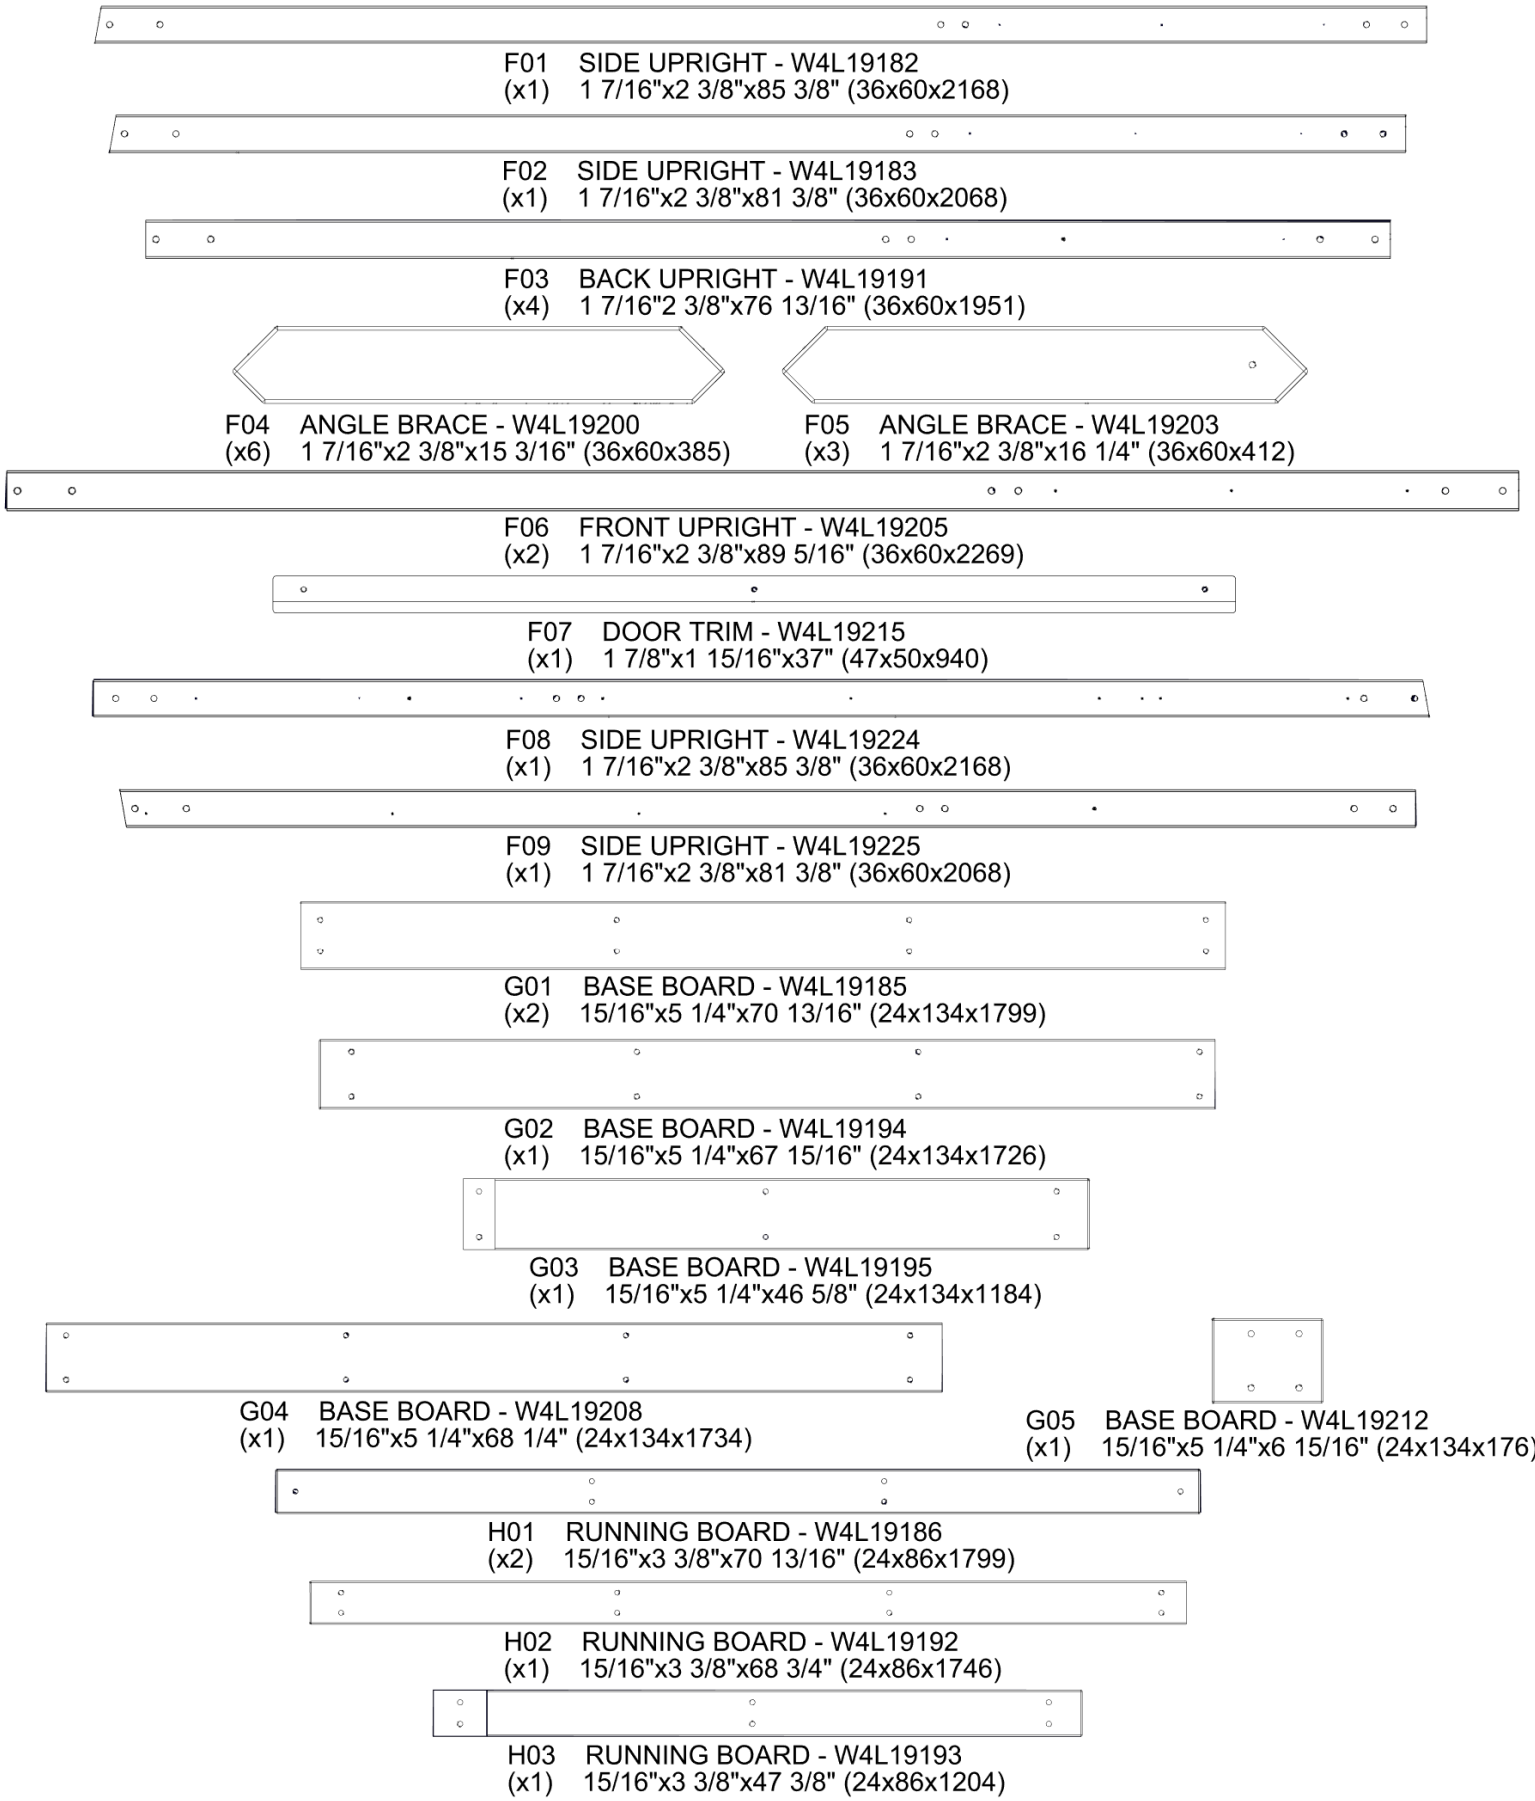 F01 SIDE UPRIGHT - W4L19182
(x1) 1 7/16"x2 3/8"x85 3/8" (36x60x2168)
F02 SIDE UPRIGHT - W4L19183
(x1) 1 7/16"x2 3/8"x81 3/8" (36x60x2068)
F03 BACK UPRIGHT - W4L19191
(x4) 1 7/16"2 3/8"x76 13/16" (36x60x1951)
F04 ANGLE BRACE - W4L19200
(x6) 1 7/16"x2 3/8"x15 3/16" (36x60x385)
F05 ANGLE BRACE - W4L19203
(x3) 1 7/16"x2 3/8"x16 1/4" (36x60x412)
F06 FRONT UPRIGHT - W4L19205
(x2) 1 7/16"x2 3/8"x89 5/16" (36x60x2269)
F07 DOOR TRIM - W4L19215
(x1) 1 7/8"x1 15/16"x37" (47x50x940)
F08 SIDE UPRIGHT - W4L19224
(x1) 1 7/16"x2 3/8"x85 3/8" (36x60x2168)
F09 SIDE UPRIGHT - W4L19225
(x1) 1 7/16"x2 3/8"x81 3/8" (36x60x2068)
G01 BASE BOARD - W4L19185
(x2) 15/16"x5 1/4"x70 13/16" (24x134x1799)
G02 BASE BOARD - W4L19194
(x1) 15/16"x5 1/4"x67 15/16" (24x134x1726)
G03 BASE BOARD - W4L19195
(x1) 15/16"x5 1/4"x46 5/8" (24x134x1184)
G04 BASE BOARD - W4L19208
(x1) 15/16"x5 1/4"x68 1/4" (24x134x1734)
G05 BASE BOARD - W4L19212
(x1) 15/16"x5 1/4"x6 15/16" (24x134x176)
H01 RUNNING BOARD - W4L19186
(x2) 15/16"x3 3/8"x70 13/16" (24x86x1799)
H02 RUNNING BOARD - W4L19192
(x1) 15/16"x3 3/8"x68 3/4" (24x86x1746)
H03 RUNNING BOARD - W4L19193
(x1) 15/16"x3 3/8"x47 3/8" (24x86x1204)